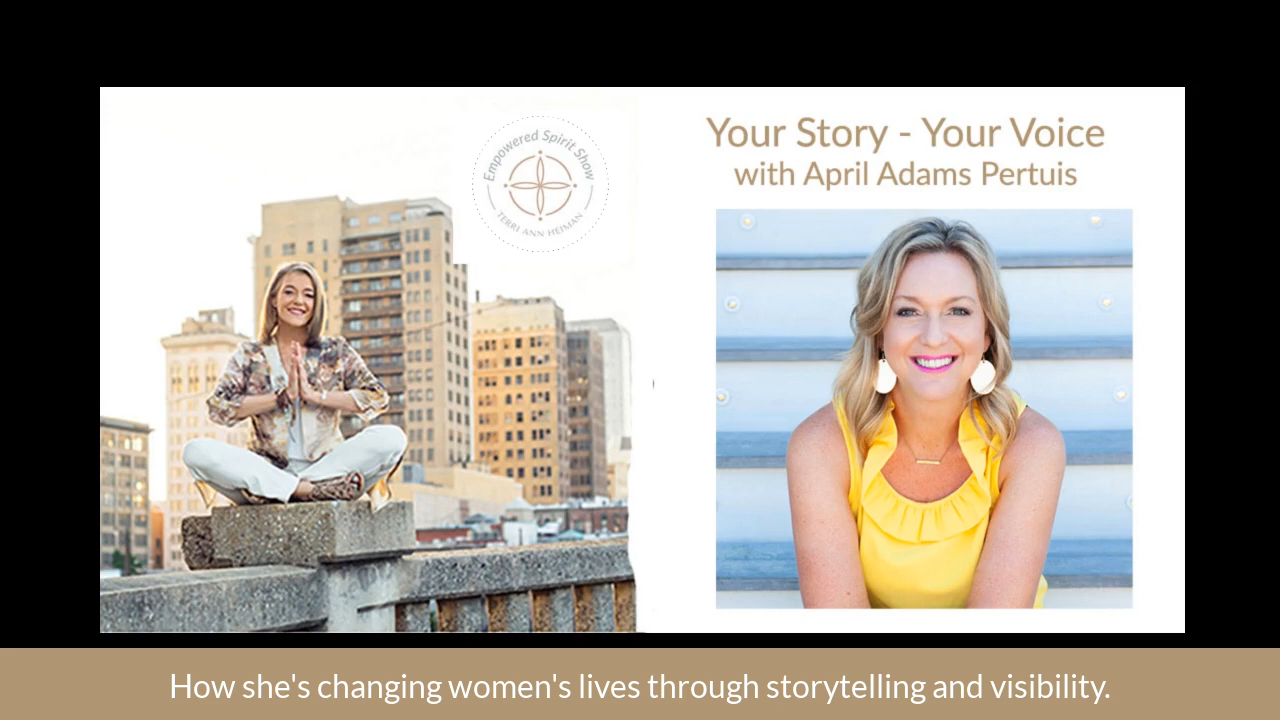 Empowered Spirit Show
TERRI ANN HEIMAN
Your Story - Your Voice
with April Adams Pertuis
How she's changing women's lives through storytelling and visibility.